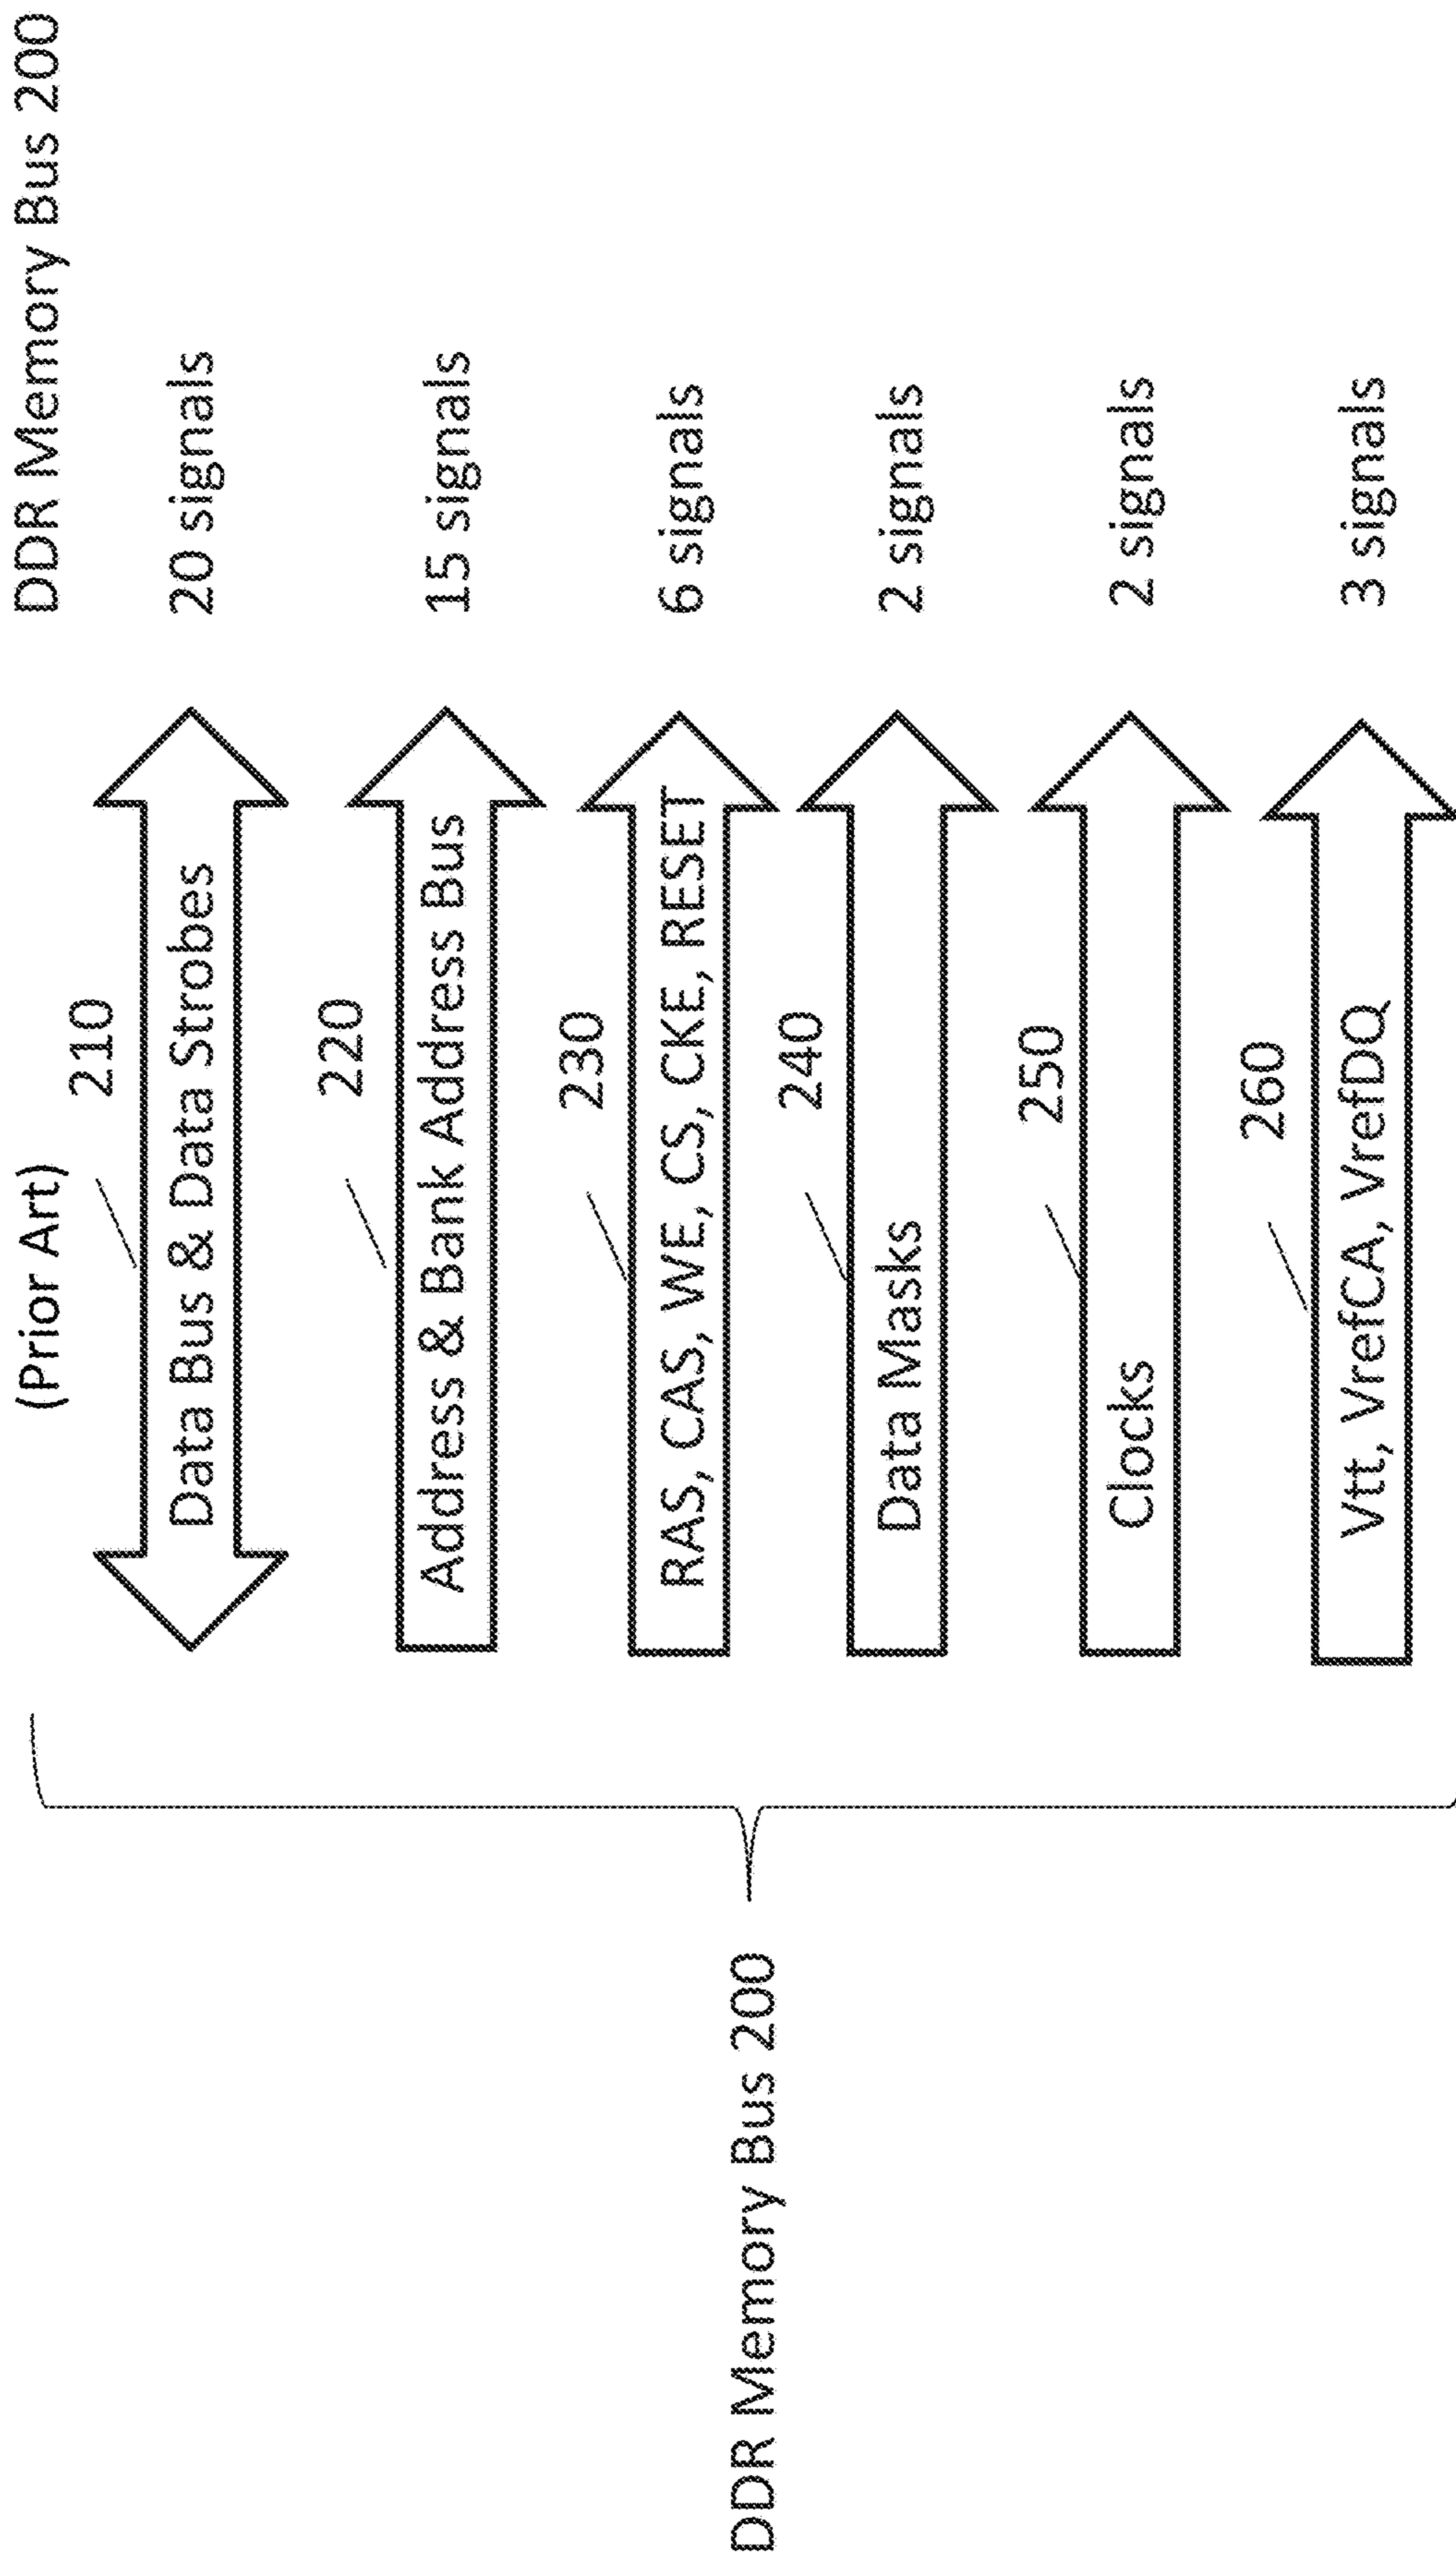 (Prior Art)
DDR Memory Bus 200
210
Data Bus & Data Strobes
20 signals
220
Address & Bank Address Bus
15 signals
230
RAS, CAS, WE, CS, CKE, RESET
6 signals
DDR Memory Bus 200
240
Data Masks
2 signals
250
Clocks
2 signals
260
Vtt, VrefCA, VrefDQ
3 signals